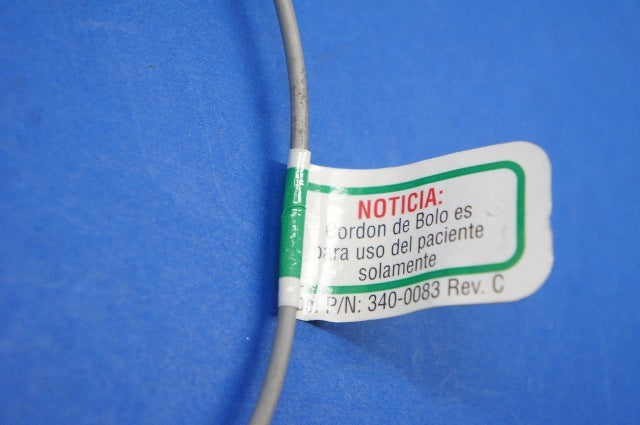 NOTICIA:
Cordon de Bolo es
para uso del paciente
solamente
P/N: 340-0083 Rev. C